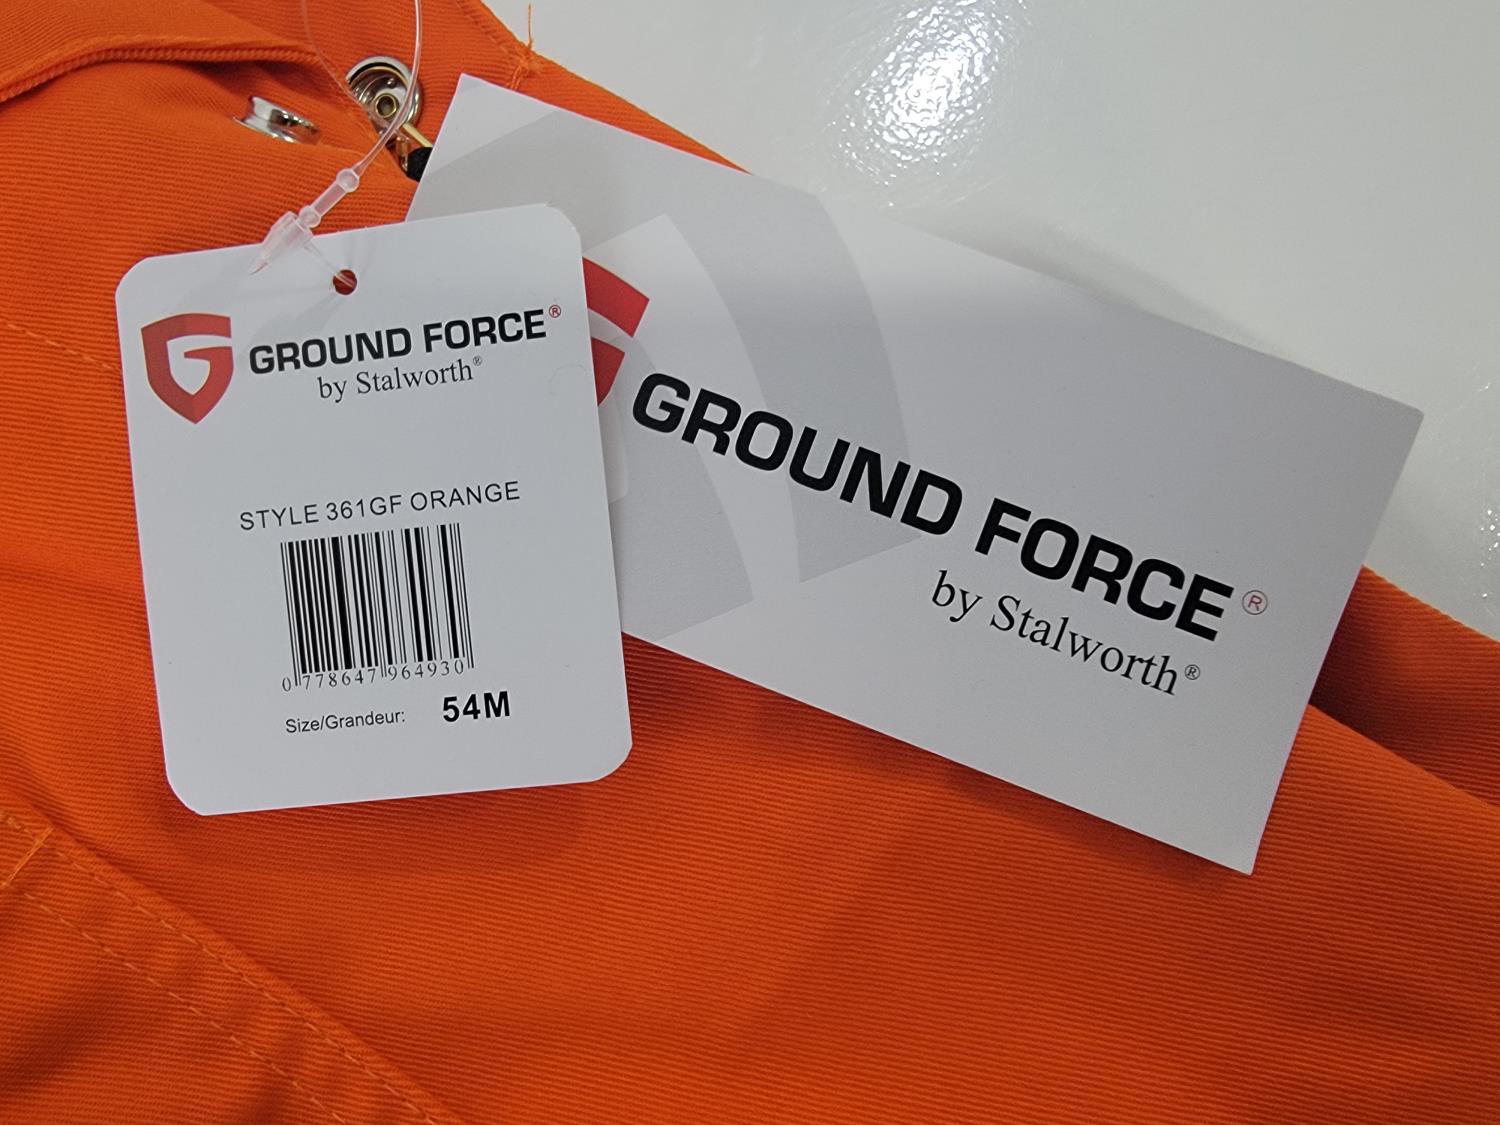 GROUND FORCE®
by Stalworth®
STYLE 361GF ORANGE
0 778647 964930
Size/Grandeur: 54M
GROUND FORCE®
by Stalworth®